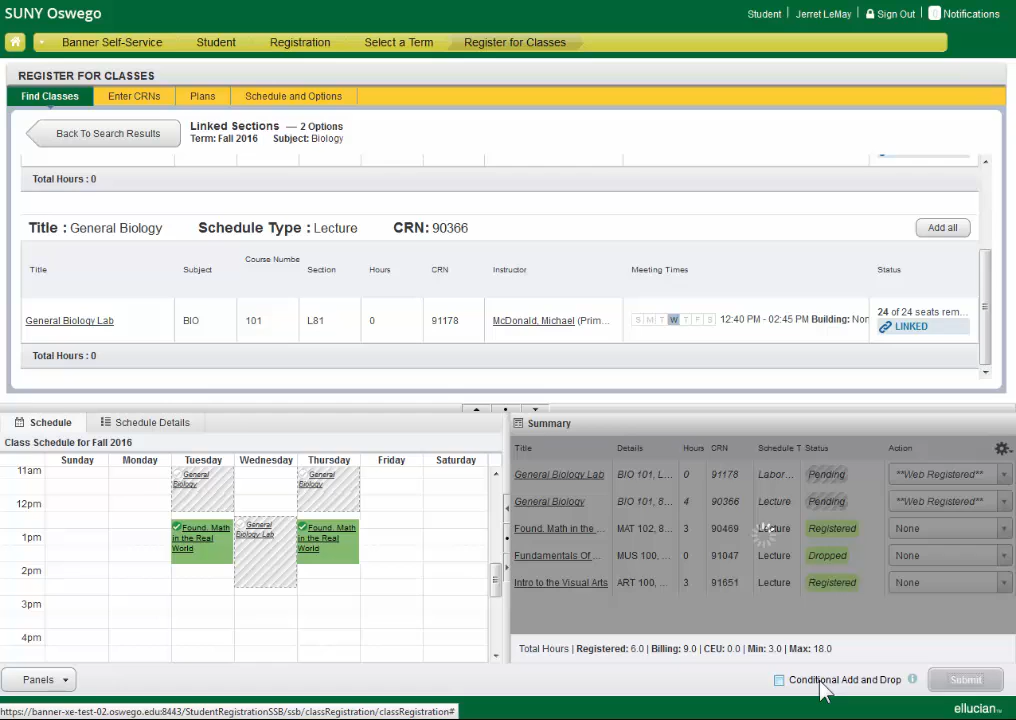 SUNY Oswego
Student Jerret LeMay Sign Out Notifications
Banner Self-Service Student Registration Select a Term Register for Classes
REGISTER FOR CLASSES
Find Classes Enter CRNs Plans Schedule and Options
Back To Search Results
Linked Sections — 2 Options
Term: Fall 2016 Subject: Biology
Total Hours : 0
Title : General Biology Schedule Type : Lecture CRN: 90366 Add all
Title Subject Course Numbe Section Hours CRN Instructor Meeting Times Status
General Biology Lab BIO 101 L81 0 91178 McDonald, Michael (Prim... S M T W T F S 12:40 PM - 02:45 PM Building: Non 24 of 24 seats rem...
LINKED
Total Hours : 0
Schedule Schedule Details
Class Schedule for Fall 2016
Sunday Monday Tuesday Wednesday Thursday Friday Saturday
11am
12pm
1pm
2pm
3pm
4pm
General Biology
General Biology
Found. Math in the Real World
General Biology Lab
Found. Math in the Real World
Summary
Title Details Hours CRN Schedule T Status Action
General Biology Lab BIO 101, L... 0 91178 Labor... Pending **Web Registered**
General Biology BIO 101, 8... 4 90366 Lecture Pending **Web Registered**
Found. Math in the ... MAT 102, 8... 3 90469 Lecture Registered None
Fundamentals Of ... MUS 100, ... 0 91047 Lecture Dropped None
Intro to the Visual Arts ART 100, ... 3 91651 Lecture Registered None
Total Hours | Registered: 6.0 | Billing: 9.0 | CEU: 0.0 | Min: 3.0 | Max: 18.0
Panels Conditional Add and Drop Submit
https://banner-xe-test-02.oswego.edu:8443/StudentRegistrationSSB/ssb/classRegistration/classRegistration#
ellucian